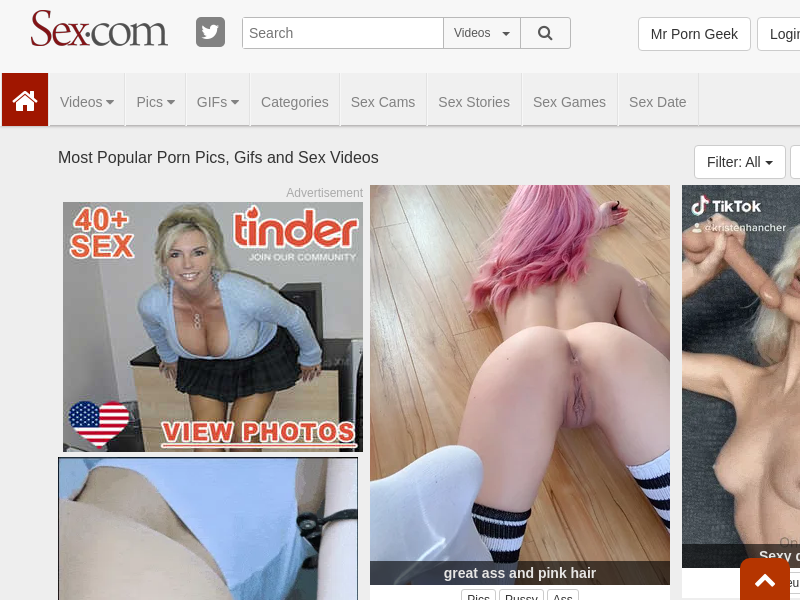 Sex.com
Search
Videos
Mr Porn Geek
Login
Videos
Pics
GIFs
Categories
Sex Cams
Sex Stories
Sex Games
Sex Date
Most Popular Porn Pics, Gifs and Sex Videos
Filter: All
Advertisement
40+
SEX
tinder
JOIN OUR COMMUNITY
VIEW PHOTOS
TikTok
@kristenhancher
great ass and pink hair
Pics
Pussy
Ass
Sexy